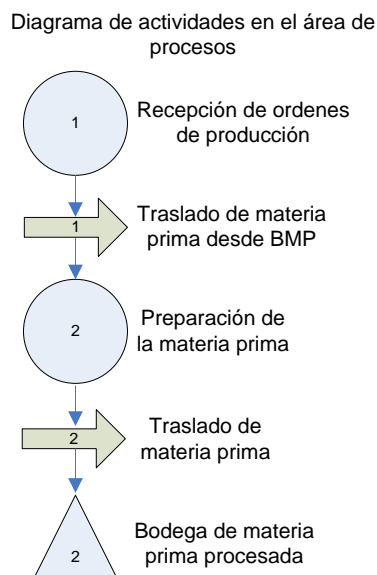 Diagrama de actividades en el área de
procesos
1
Recepción de ordenes
de producción
1
Traslado de materia
prima desde BMP
2
Preparación de
la materia prima
2
Traslado de
materia prima
2
Bodega de materia
prima procesada